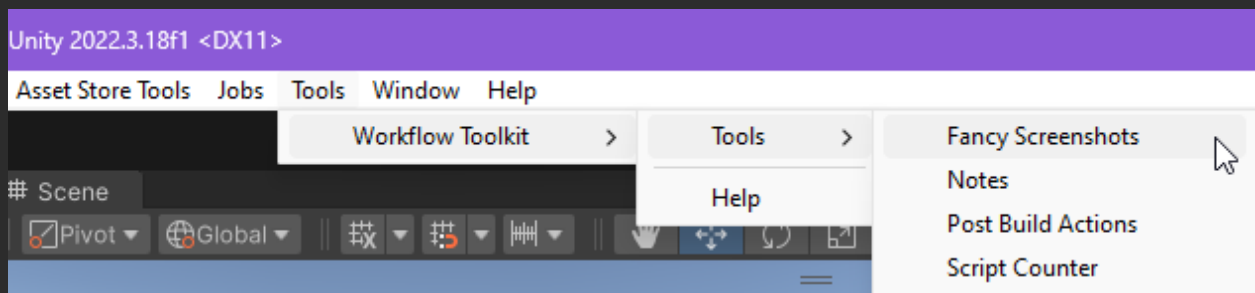 Unity 2022.3.18f1 <DX11>
Asset Store Tools Jobs Tools Window Help
Workflow Toolkit > Tools > Fancy Screenshots
Notes
Help
Post Build Actions
Script Counter
Scene
Pivot Global